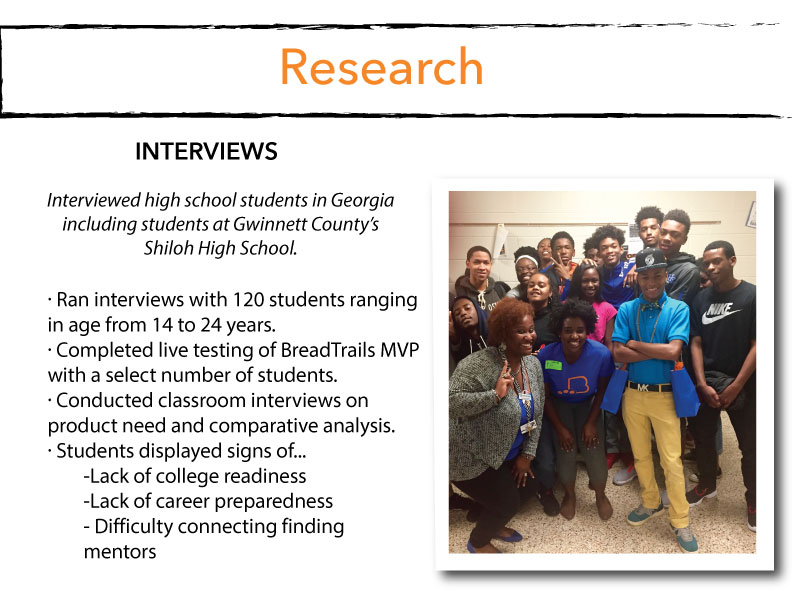 Research
INTERVIEWS
Interviewed high school students in Georgia
including students at Gwinnett County's
Shiloh High School.
· Ran interviews with 120 students ranging
in age from 14 to 24 years.
· Completed live testing of BreadTrails MVP
with a select number of students.
· Conducted classroom interviews on
product need and comparative analysis.
· Students displayed signs of...
-Lack of college readiness
-Lack of career preparedness
- Difficulty connecting finding
mentors
NIKE
MK